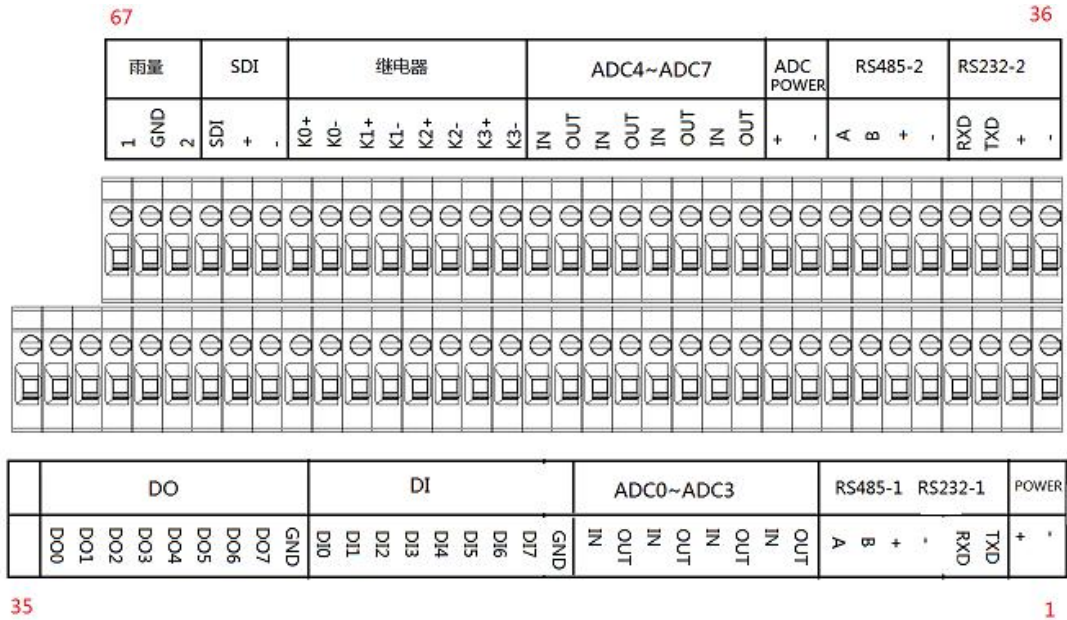 67 36
雨量 SDI 继电器 ADC4~ADC7 ADC POWER RS485-2 RS232-2
1 GND 2 SDI + - K0+ K0- K1+ K1- K2+ K2- K3+ K3- IN OUT IN OUT IN OUT IN OUT + - A B + - RXD TXD + -
DO DI ADC0~ADC3 RS485-1 RS232-1 POWER
DO0 DO1 DO2 DO3 DO4 DO5 DO6 DO7 GND DI0 DI1 DI2 DI3 DI4 DI5 DI6 DI7 GND IN OUT IN OUT IN OUT IN OUT A B + - RXD TXD + -
35 1